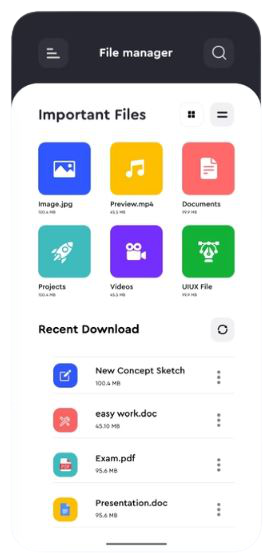 File manager
Important Files
Image.jpg Preview.mp4 Documents
100.4 MB 45.5 MB 99.9 MB
Projects Videos UIUX File
100.4 MB 45.5 MB 99.9 MB
Recent Download
New Concept Sketch
100.4 MB
easy work.doc
45.10 MB
Exam.pdf
95.6 MB
Presentation.doc
95.6 MB